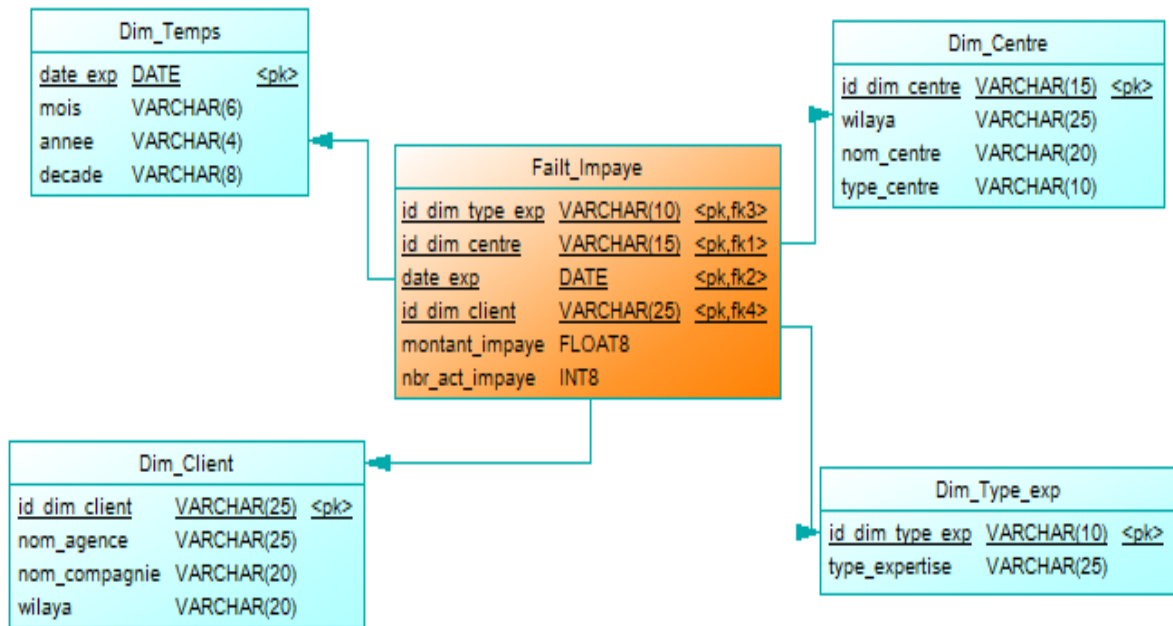 Dim_Temps
date_exp DATE <pk>
mois VARCHAR(6)
annee VARCHAR(4)
decade VARCHAR(8)
Dim_Centre
id_dim_centre VARCHAR(15) <pk>
wilaya VARCHAR(25)
nom_centre VARCHAR(20)
type_centre VARCHAR(10)
Failt_Impaye
id_dim_type_exp VARCHAR(10) <pk,fk3>
id_dim_centre VARCHAR(15) <pk,fk1>
date_exp DATE <pk,fk2>
id_dim_client VARCHAR(25) <pk,fk4>
montant_impaye FLOAT8
nbr_act_impaye INT8
Dim_Client
id_dim_client VARCHAR(25) <pk>
nom_agence VARCHAR(25)
nom_compagnie VARCHAR(20)
wilaya VARCHAR(20)
Dim_Type_exp
id_dim_type_exp VARCHAR(10) <pk>
type_expertise VARCHAR(25)